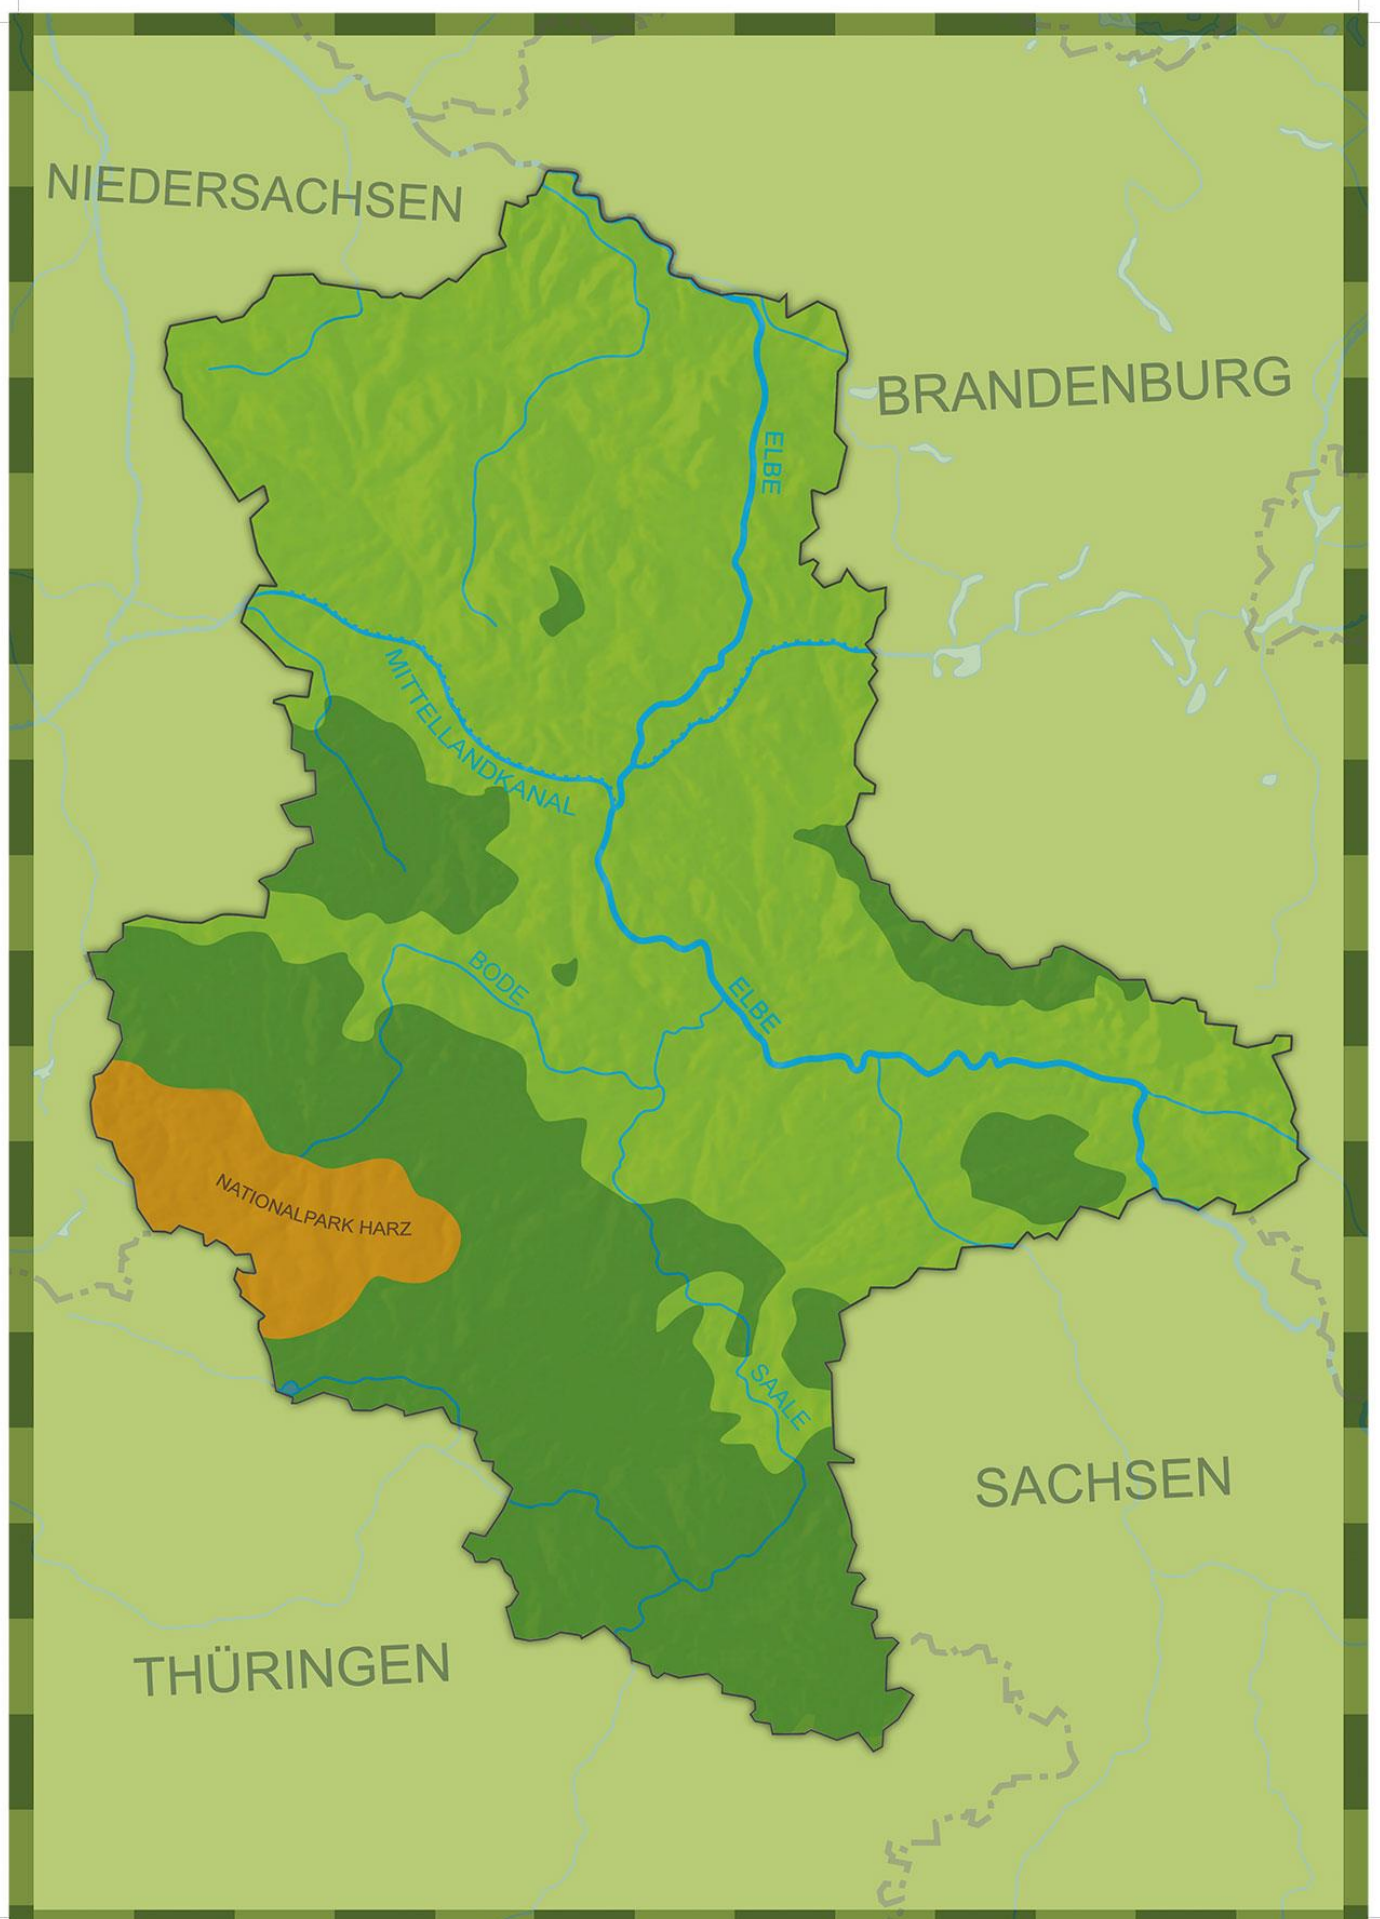 NIEDERSACHSEN
BRANDENBURG
ELBE
MITTELLANDKANAL
BODE
ELBE
NATIONALPARK HARZ
SAALE
SACHSEN
THÜRINGEN